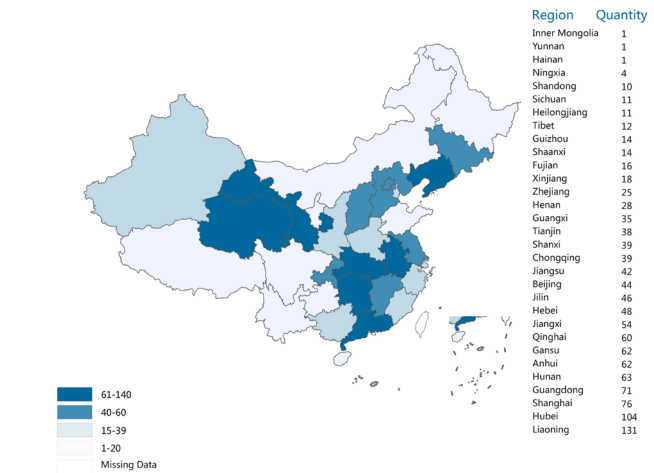 Region Quantity
Inner Mongolia 1
Yunnan 1
Hainan 1
Ningxia 4
Shandong 10
Sichuan 11
Heilongjiang 11
Tibet 12
Guizhou 14
Shaanxi 14
Fujian 16
Xinjiang 18
Zhejiang 25
Henan 28
Guangxi 35
Tianjin 38
Shanxi 39
Chongqing 39
Jiangsu 42
Beijing 44
Jilin 46
Hebei 48
Jiangxi 54
Qinghai 60
Gansu 62
Anhui 62
Hunan 63
Guangdong 71
Shanghai 76
Hubei 104
Liaoning 131
61-140
40-60
15-39
1-20
Missing Data